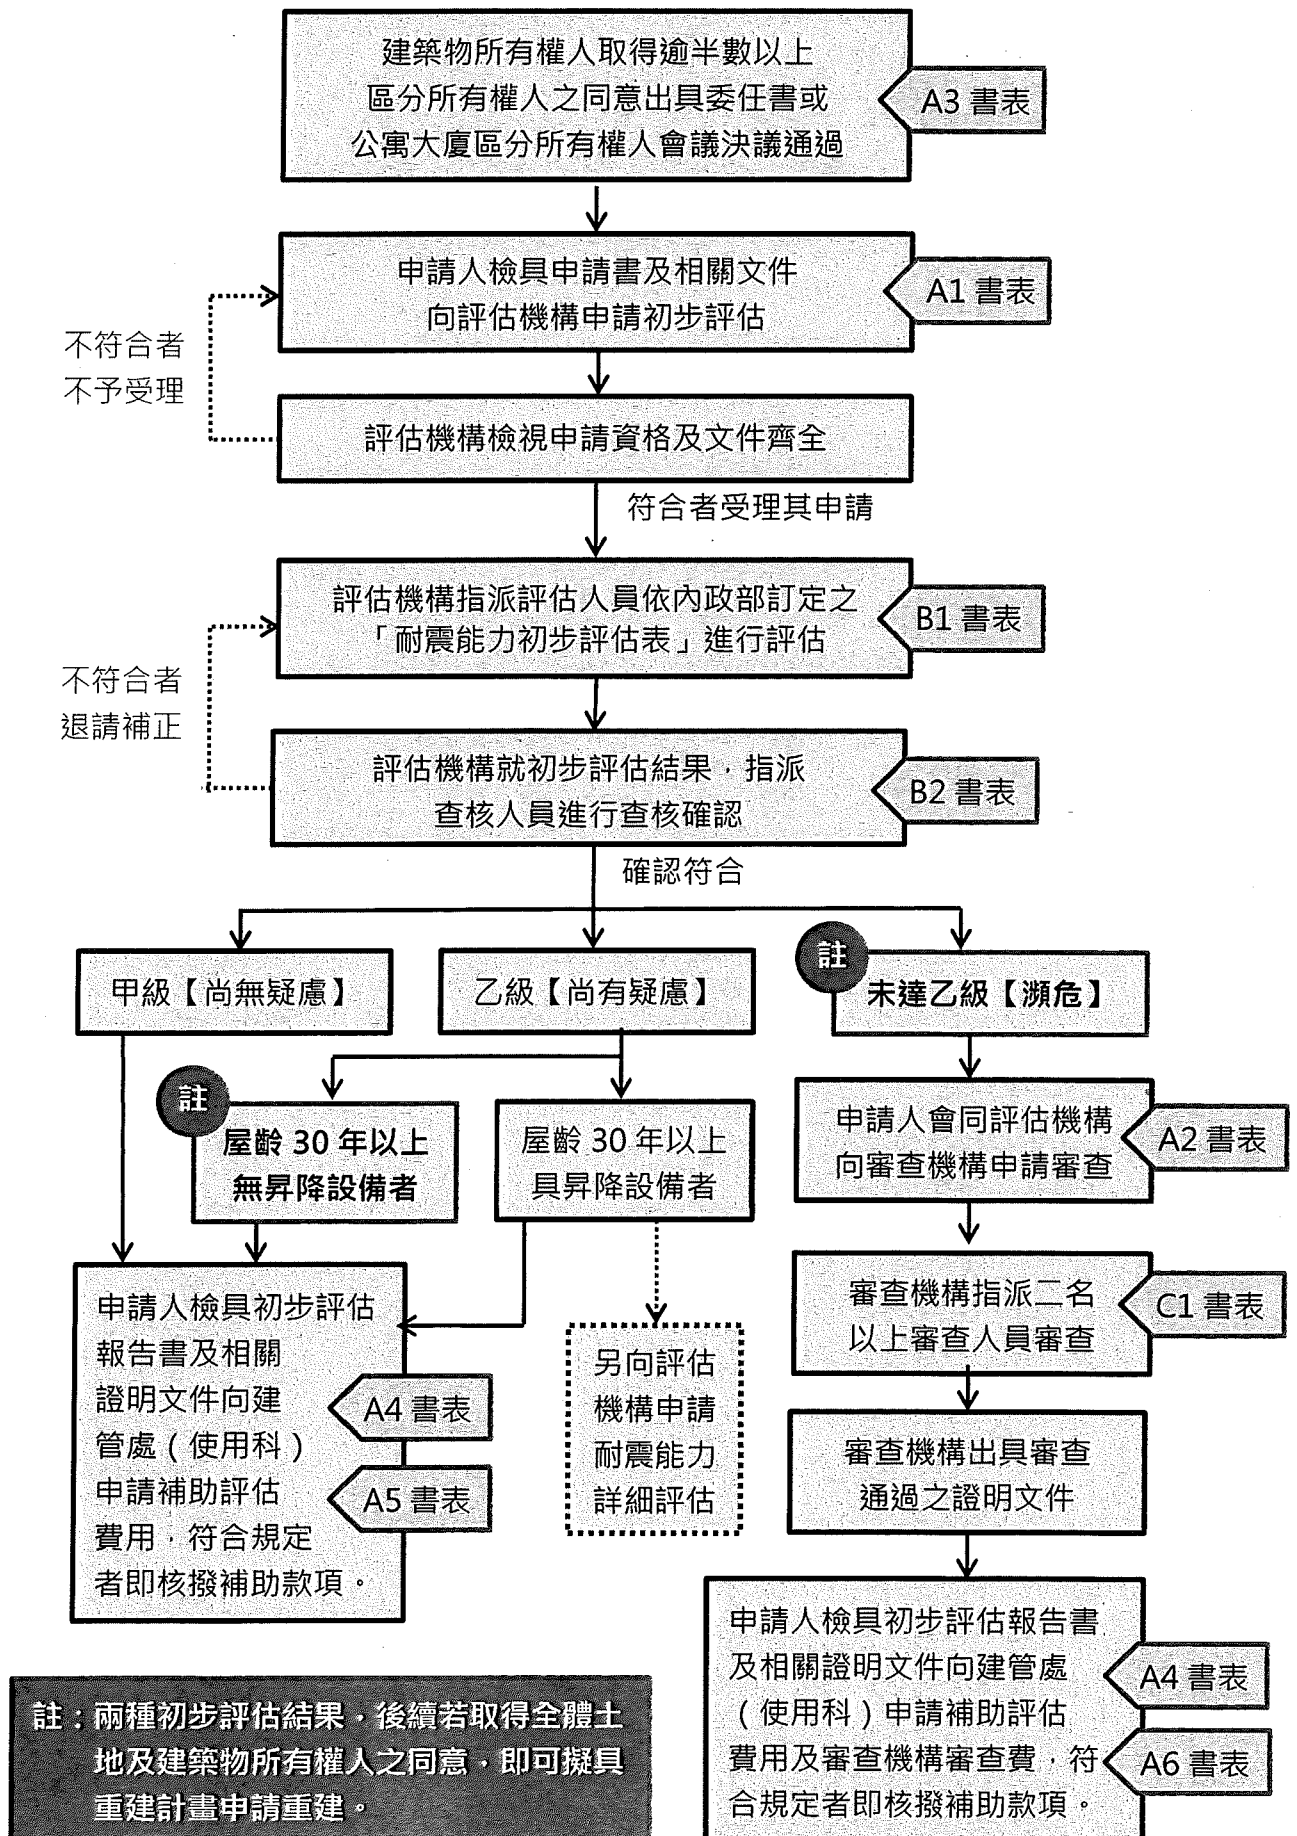 建築物所有權人取得逾半數以上
區分所有權人之同意出具委任書或
公寓大廈區分所有權人會議決議通過
A3 書表
申請人檢具申請書及相關文件
向評估機構申請初步評估
A1 書表
不符合者
不予受理
評估機構檢視申請資格及文件齊全
符合者受理其申請
評估機構指派評估人員依內政部訂定之
「耐震能力初步評估表」進行評估
B1 書表
不符合者
退請補正
評估機構就初步評估結果，指派
查核人員進行查核確認
B2 書表
確認符合
甲級【尚無疑慮】
乙級【尚有疑慮】
註
未達乙級【瀕危】
註
屋齡 30 年以上
無昇降設備者
屋齡 30 年以上
具昇降設備者
申請人會同評估機構
向審查機構申請審查
A2 書表
審查機構指派二名
以上審查人員審查
C1 書表
申請人檢具初步評估
報告書及相關
證明文件向建
管處（使用科）
申請補助評估
費用，符合規定
者即核撥補助款項。
A4 書表
A5 書表
另向評估
機構申請
耐震能力
詳細評估
審查機構出具審查
通過之證明文件
申請人檢具初步評估報告書
及相關證明文件向建管處
（使用科）申請補助評估
費用及審查機構審查費，符
合規定者即核撥補助款項。
A4 書表
A6 書表
註：兩種初步評估結果，後續若取得全體土
地及建築物所有權人之同意，即可擬具
重建計畫申請重建。